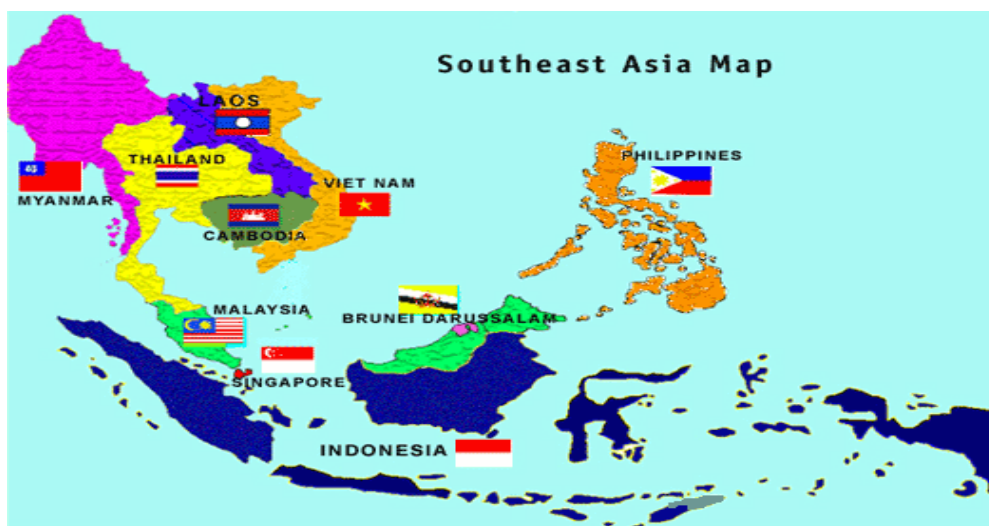 Southeast Asia Map
LAOS
THAILAND
PHILIPPINES
VIET NAM
MYANMAR
CAMBODIA
MALAYSIA
BRUNEI DARUSSALAM
SINGAPORE
INDONESIA